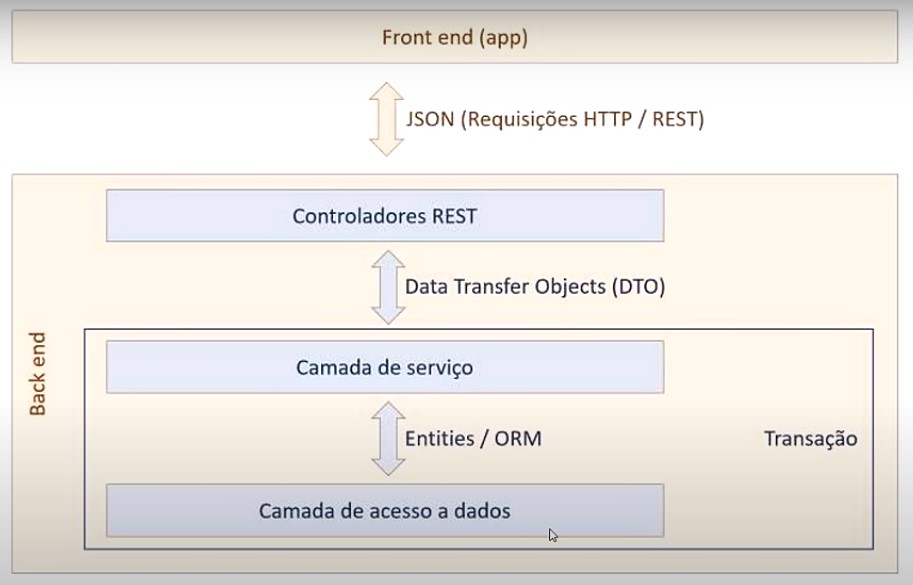 Front end (app)
JSON (Requisições HTTP / REST)
Controladores REST
Data Transfer Objects (DTO)
Back end
Camada de serviço
Entities / ORM
Transação
Camada de acesso a dados